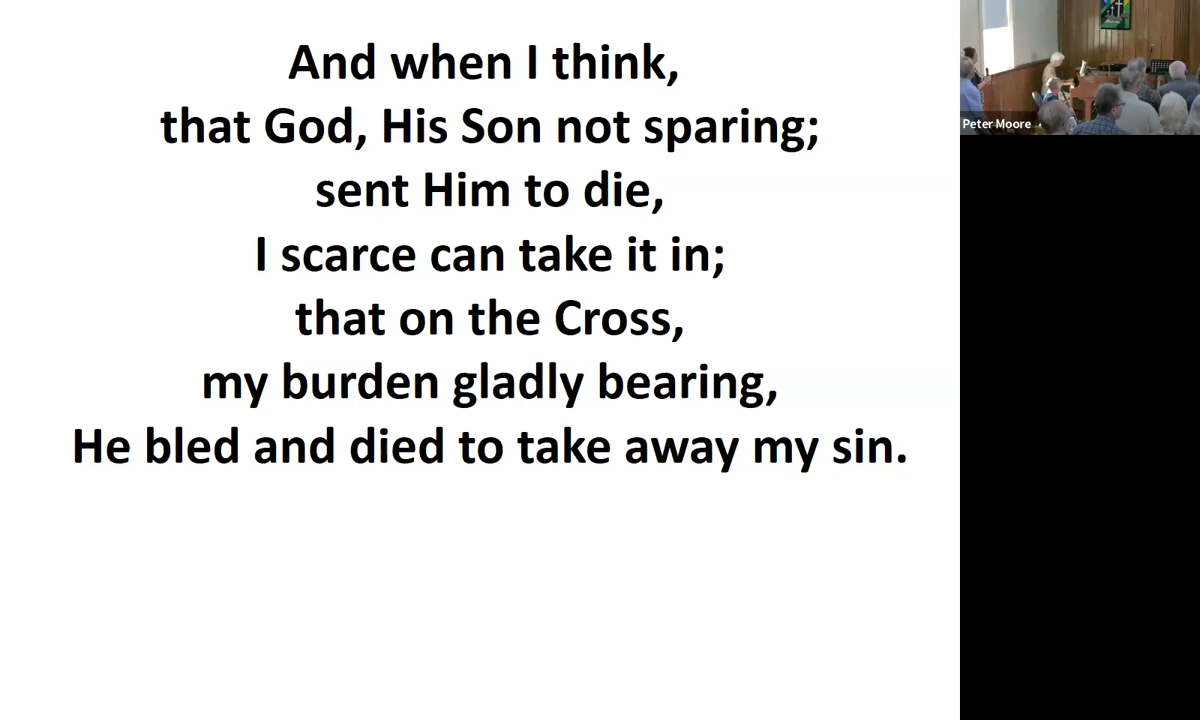 And when I think,
that God, His Son not sparing;
sent Him to die,
I scarce can take it in;
that on the Cross,
my burden gladly bearing,
He bled and died to take away my sin.
Peter Moore